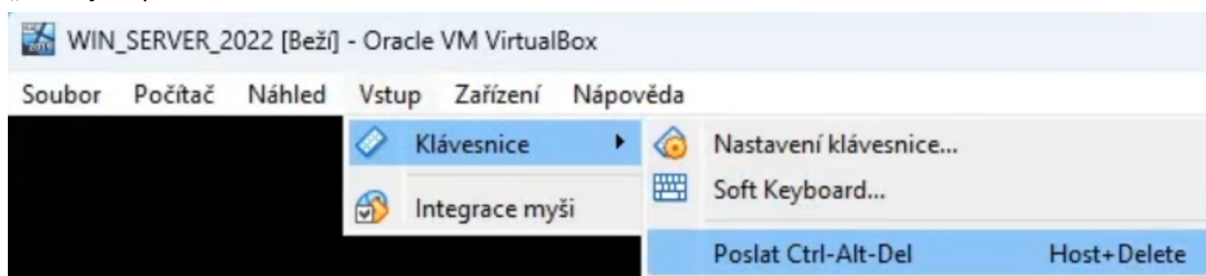 WIN_SERVER_2022 [Beží] - Oracle VM VirtualBox
Soubor Počítač Náhled Vstup Zařízení Nápověda
Klávesnice
Nastavení klávesnice...
Soft Keyboard...
Integrace myši
Poslat Ctrl-Alt-Del Host+Delete